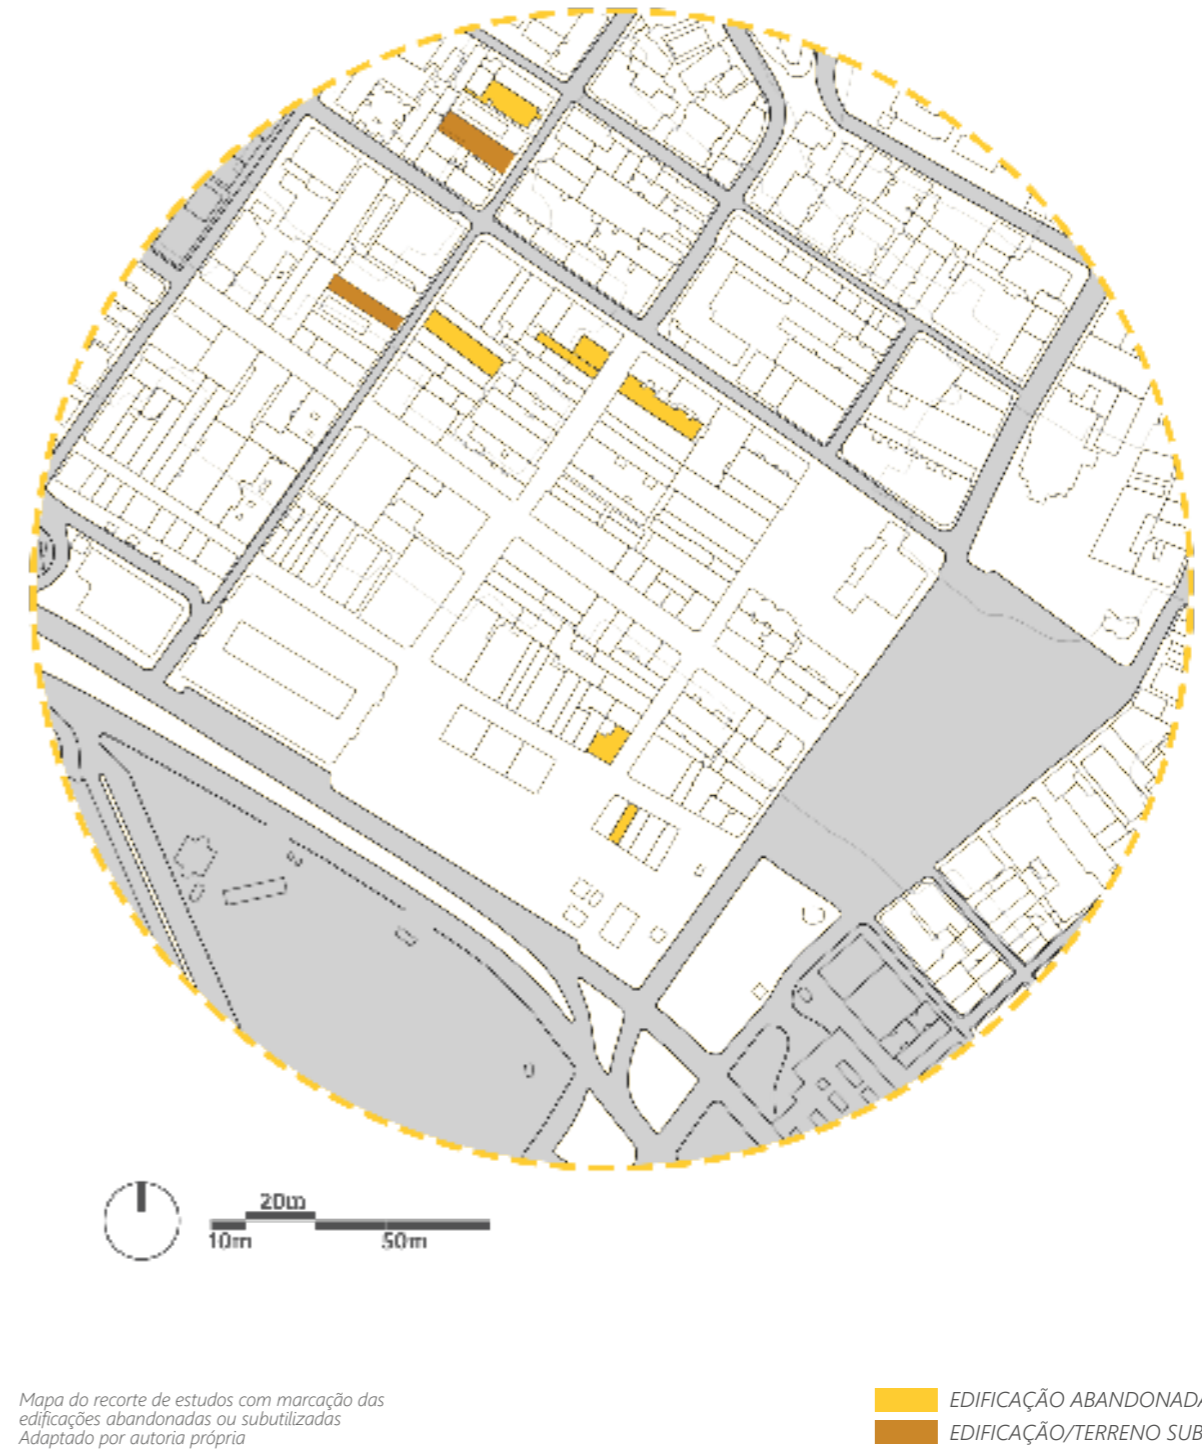 20m
10m 50m
Mapa do recorte de estudos com marcação das
edificações abandonadas ou subutilizadas
Adaptado por autoria própria
EDIFICAÇÃO ABANDONADA
EDIFICAÇÃO/TERRENO SUB